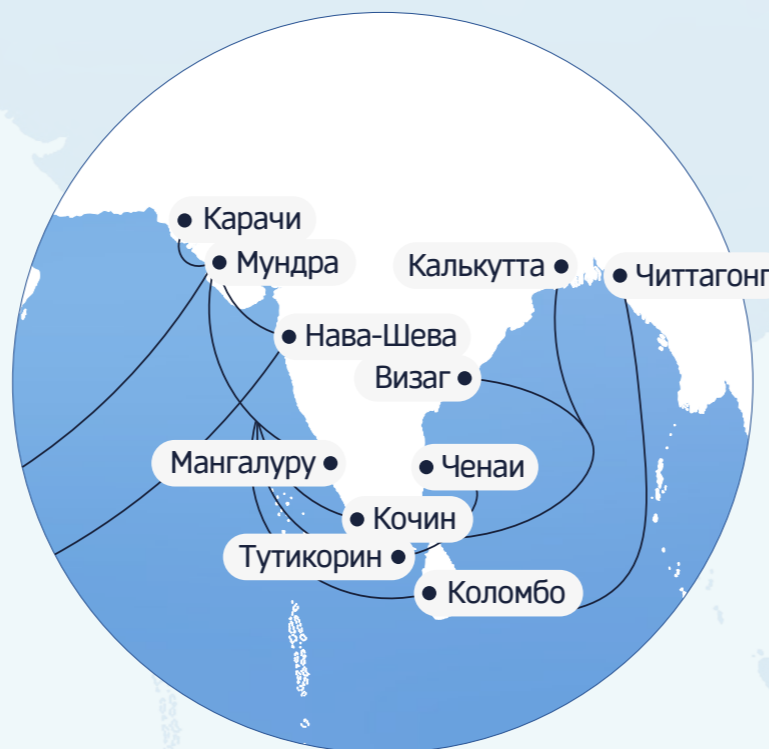 Карачи
Мундра
Калькутта
Читтагонг
Нава-Шева
Визаг
Мангалуру
Ченаи
Кочин
Тутикорин
Коломбо